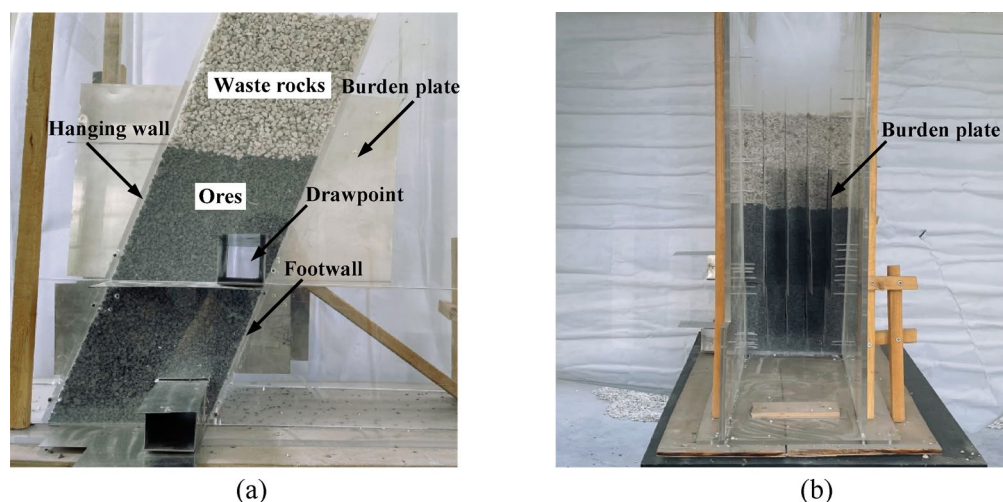 Waste rocks
Burden plate
Hanging wall
Ores
Drawpoint
Footwall
Burden plate
(a)
(b)